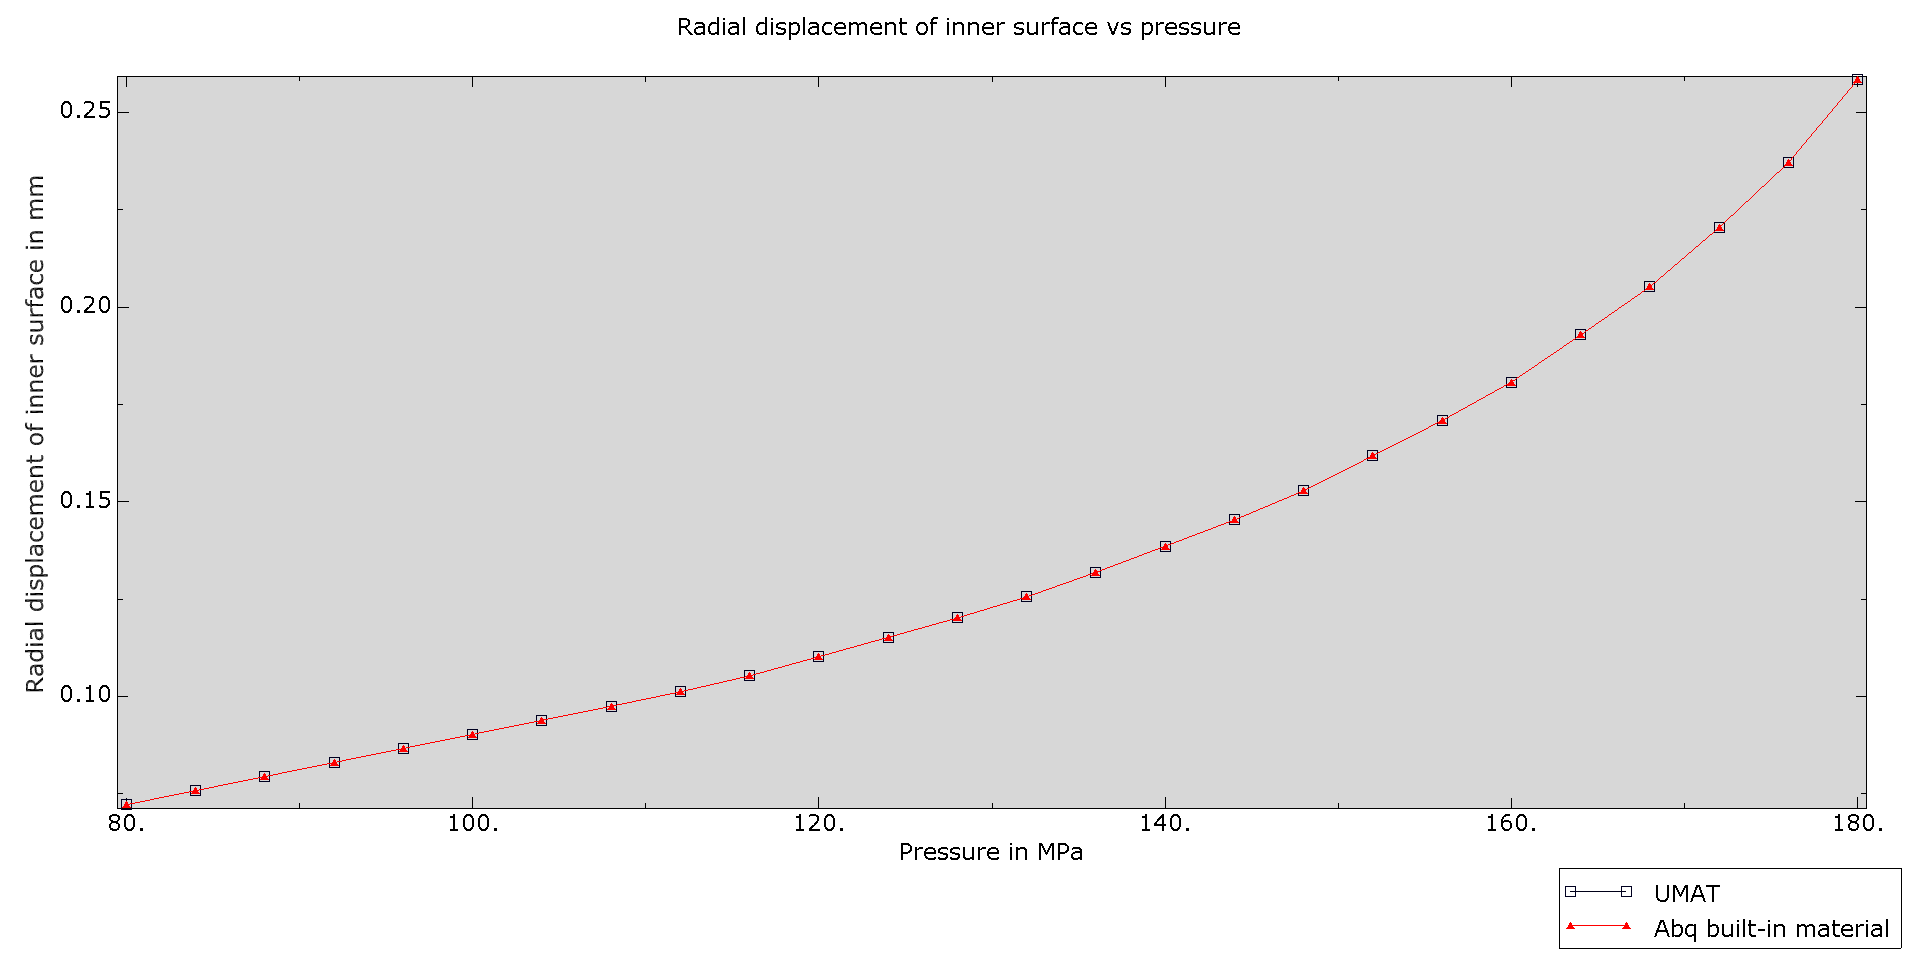 Radial displacement of inner surface vs pressure
Radial displacement of inner surface in mm
0.25
0.20
0.15
0.10
80. 100. 120. 140. 160. 180.
Pressure in MPa
UMAT
Abq built-in material